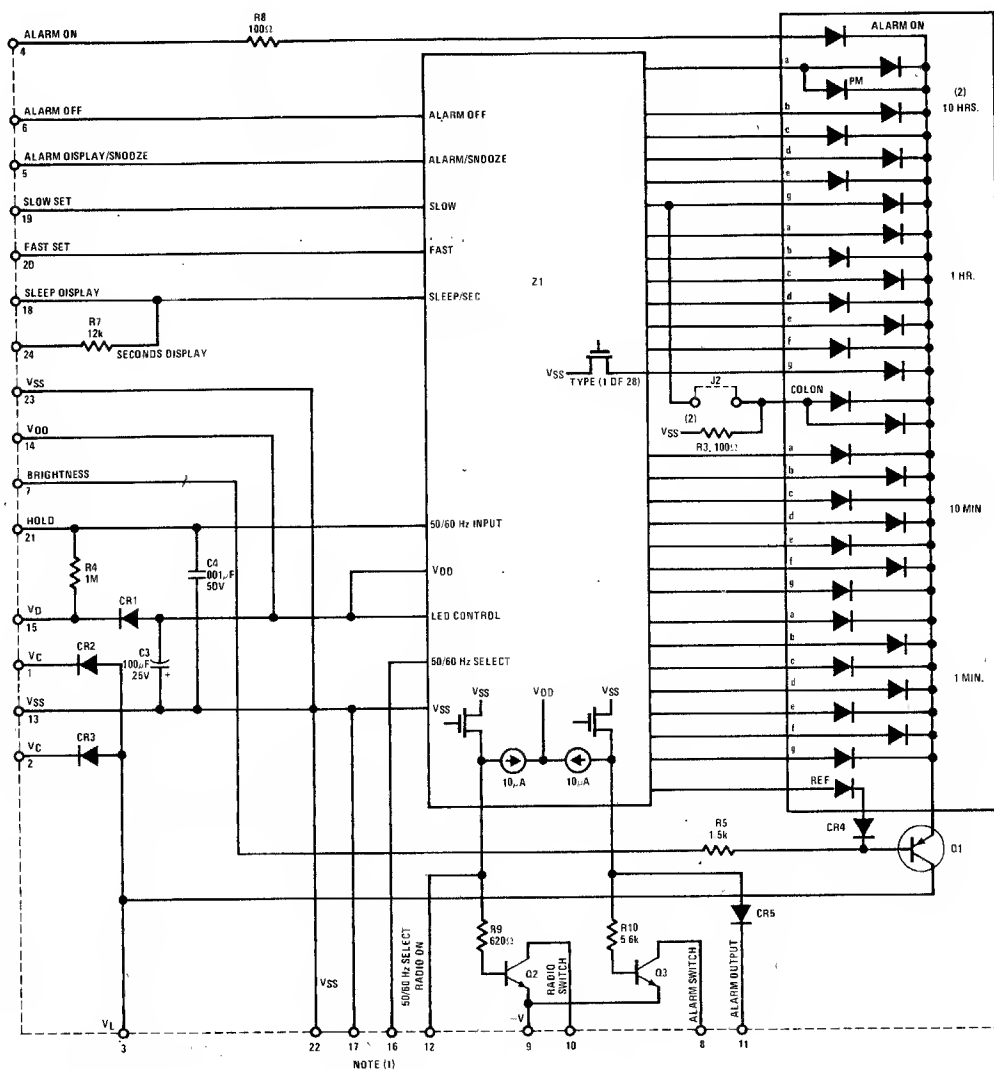 R8
100Ω
ALARM ON
4
ALARM ON
a
PM
(2)
10 HRS.
ALARM OFF
6
ALARM OFF
b
c
ALARM DISPLAY/SNOOZE
5
ALARM/SNOOZE
d
e
SLOW SET
19
SLOW
g
a
FAST SET
20
FAST
b
Z1
c
1 HR.
SLEEP DISPLAY
18
SLEEP/SEC
d
R7
12k
e
24
SECONDS DISPLAY
f
VSS
TYPE (1 OF 28)
g
VSS
23
J2
COLON
(2)
VSS
R3, 100Ω
VDD
14
a
b
BRIGHTNESS
7
c
10 MIN
HOLD
21
50/60 Hz INPUT
d
e
R4
1M
C4
.001µF
50V
VDD
f
g
VD
15
CR1
LED CONTROL
a
C3
100µF
25V
+
b
VC
1
CR2
50/60 Hz SELECT
c
1 MIN.
VSS
13
VSS
VSS
VDD
VSS
d
e
VC
2
CR3
f
g
10µA
10µA
REF
R5
1.5k
CR4
Q1
R9
620Ω
R10
5.6k
CR5
Q2
Q3
50/60 Hz SELECT
RADIO ON
RADIO
SWITCH
ALARM SWITCH
ALARM OUTPUT
VSS
VL
-V
3
22
17
16
12
9
10
8
11
NOTE (1)